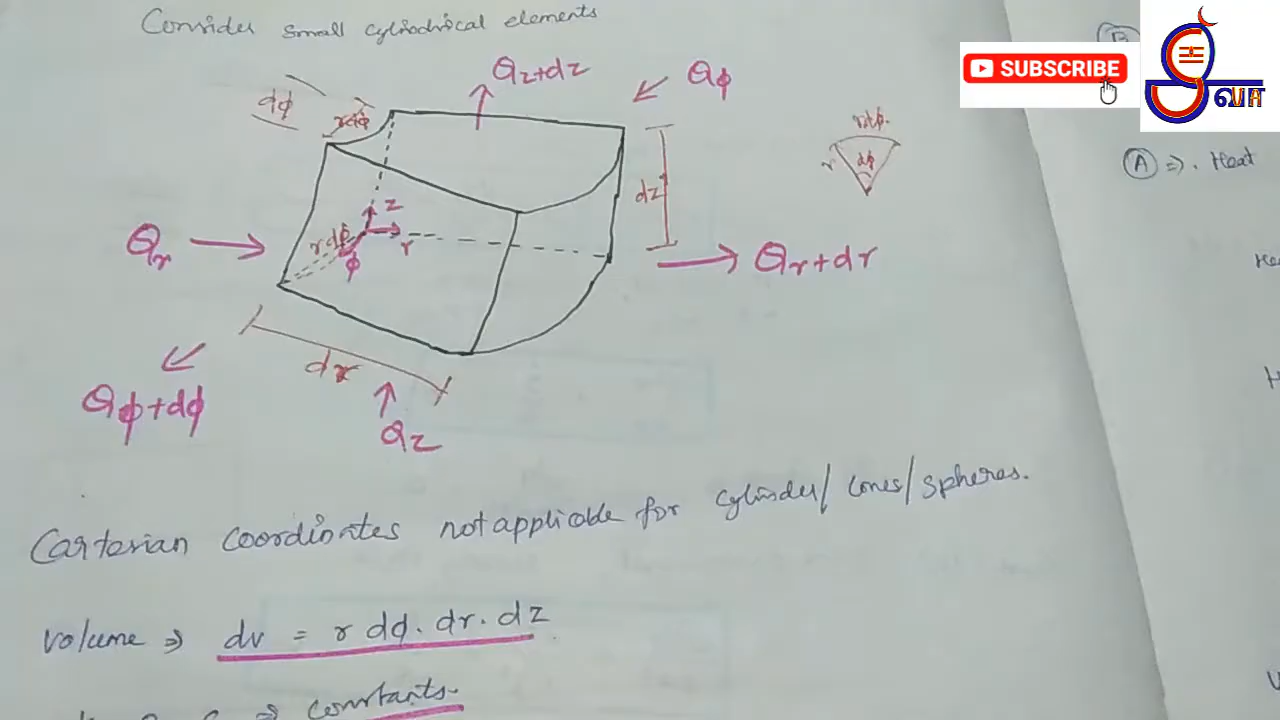 Consider small cylindrical elements
SUBSCRIBE
சிவா
VA
Qz+dz
Qφ
dφ
rdφ
rdφ.
r
dφ
dz
z
r
φ
rdφ
Qr
Qr+dr
dr
Qφ+dφ
Qz
A ⇒ . Heat
B
Cartesian coordinates not applicable for cylinder/ cones/ spheres.
volume ⇒ dv = r dφ. dr. dz
⇒ constants.